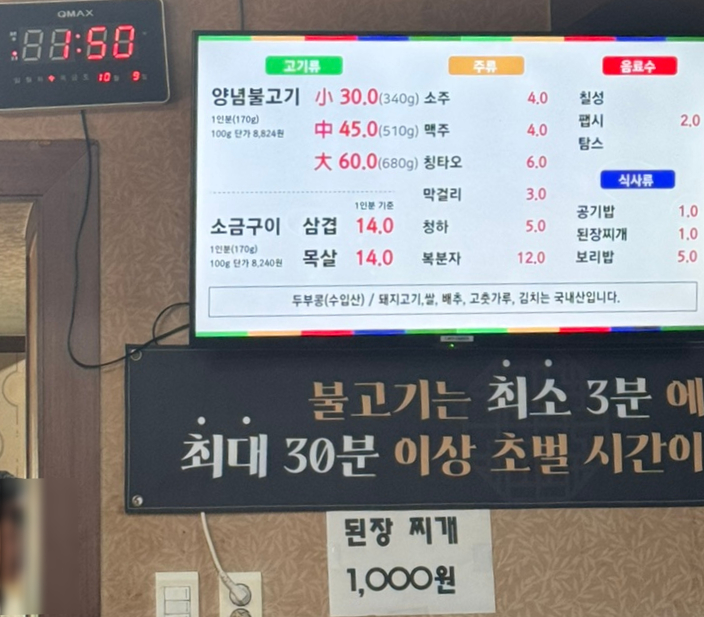 QMAX
1:50
10 9
고기류
양념불고기 小 30.0(340g)
1인분(170g)
100g 단가 8,824원
中 45.0(510g)
大 60.0(680g)
1인분 기준
소금구이 삼겹 14.0
1인분(170g)
100g 단가 8,240원
목살 14.0
주류
소주 4.0
맥주 4.0
칭타오 6.0
막걸리 3.0
청하 5.0
복분자 12.0
음료수
칠성
팹시 2.0
탐스
식사류
공기밥 1.0
된장찌개 1.0
보리밥 5.0
두부콩(수입산) / 돼지고기,쌀, 배추, 고춧가루, 김치는 국내산입니다.
불고기는 최소 3분 에
최대 30분 이상 초벌 시간이
된장 찌개
1,000원